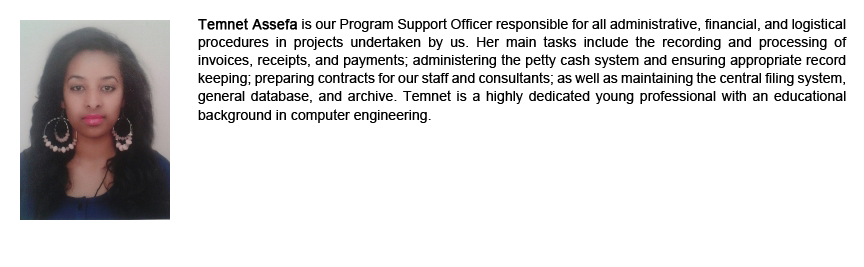 Temnet Assefa is our Program Support Officer responsible for all administrative, financial, and logistical
procedures in projects undertaken by us. Her main tasks include the recording and processing of
invoices, receipts, and payments; administering the petty cash system and ensuring appropriate record
keeping; preparing contracts for our staff and consultants; as well as maintaining the central filing system,
general database, and archive. Temnet is a highly dedicated young professional with an educational
background in computer engineering.